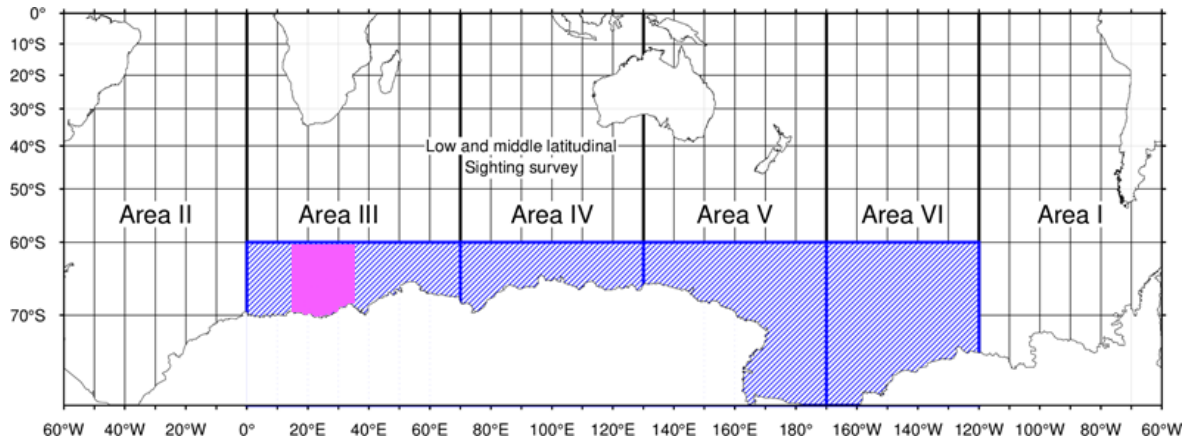 0°
10°S
20°S
30°S
40°S
Low and middle latitudinal
Sighting survey
50°S
Area II Area III Area IV Area V Area VI Area I
60°S
70°S
60°W 40°W 20°W 0° 20°E 40°E 60°E 80°E 100°E 120°E 140°E 160°E 180° 160°W 140°W 120°W 100°W 80°W 60°W